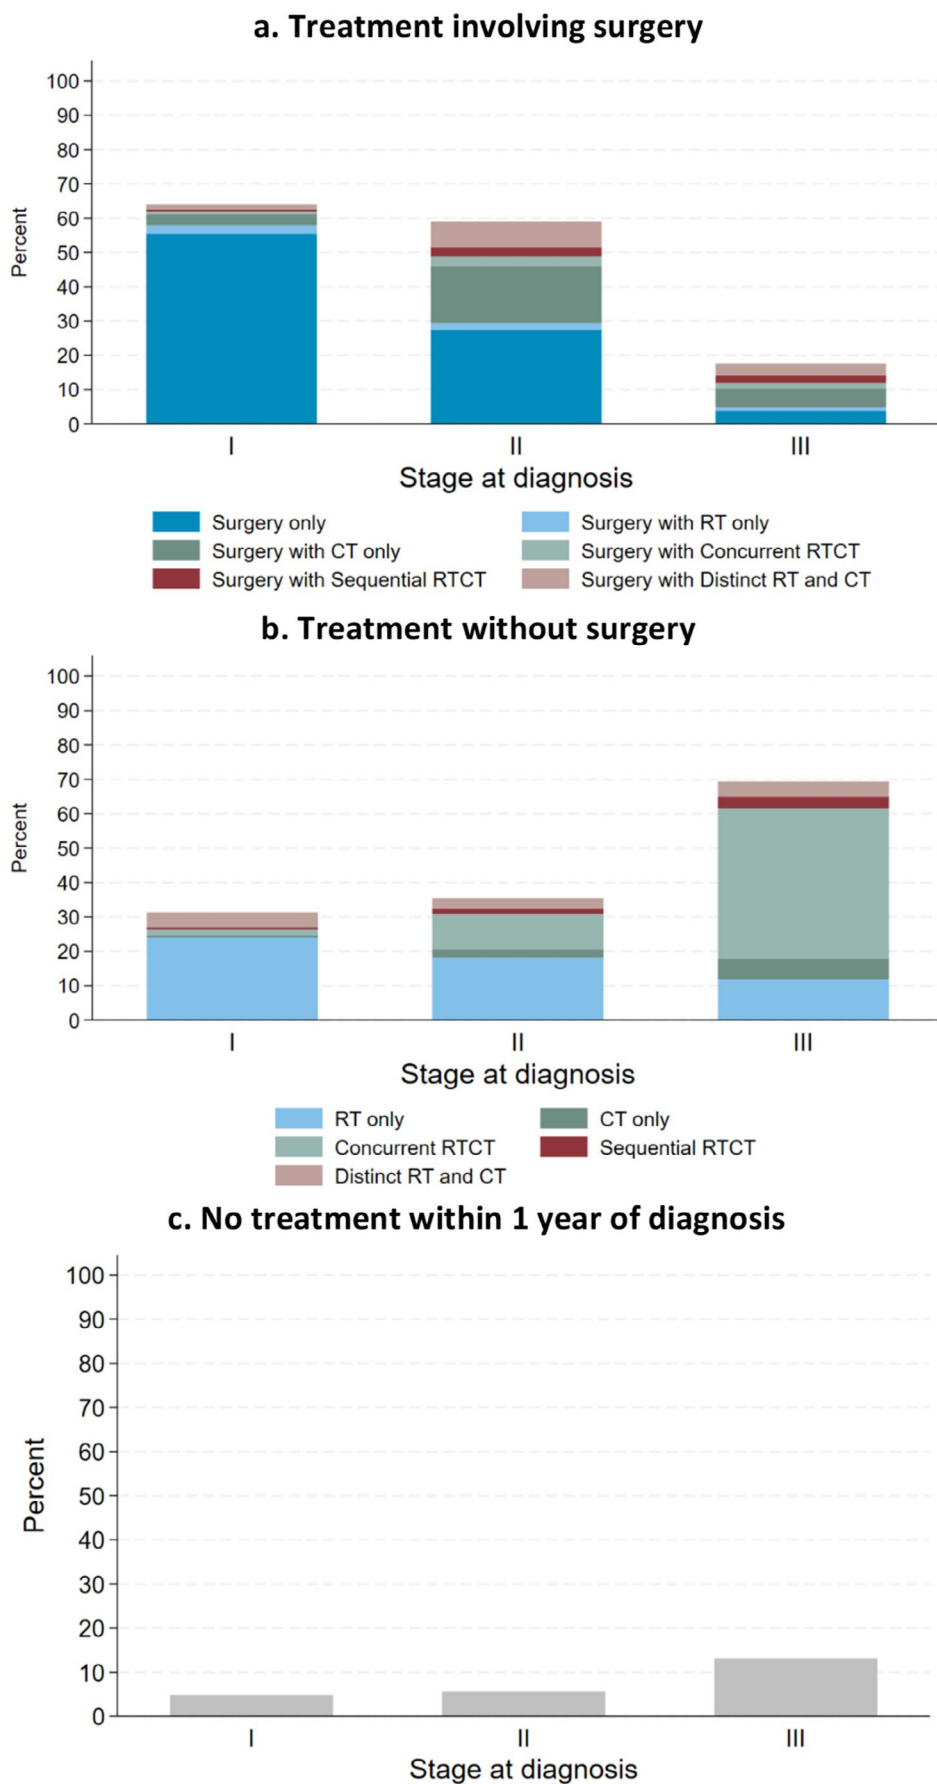 a. Treatment involving surgery
100
90
80
70
60
50
40
30
20
10
0
Percent
I II III
Stage at diagnosis
Surgery only Surgery with RT only
Surgery with CT only Surgery with Concurrent RTCT
Surgery with Sequential RTCT Surgery with Distinct RT and CT
b. Treatment without surgery
100
90
80
70
60
50
40
30
20
10
0
Percent
I II III
Stage at diagnosis
RT only CT only
Concurrent RTCT Sequential RTCT
Distinct RT and CT
c. No treatment within 1 year of diagnosis
100
90
80
70
60
50
40
30
20
10
0
Percent
I II III
Stage at diagnosis